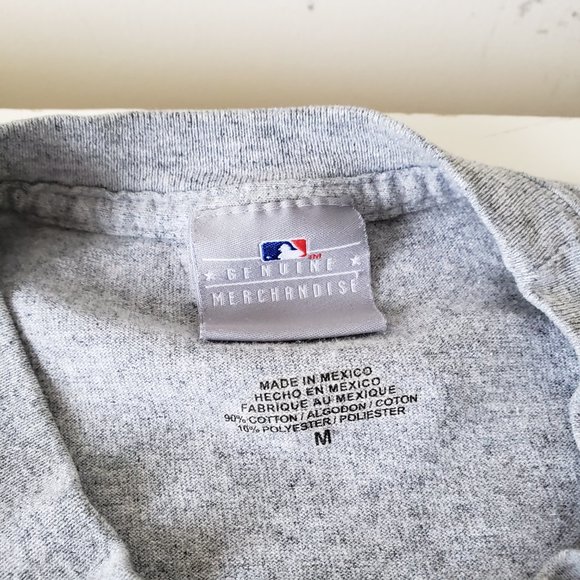 GENUINE
MERCHANDISE
MADE IN MEXICO
HECHO EN MEXICO
FABRIQUE AU MEXIQUE
90% COTTON / ALGODON / COTON
10% POLYESTER / POLIESTER
M